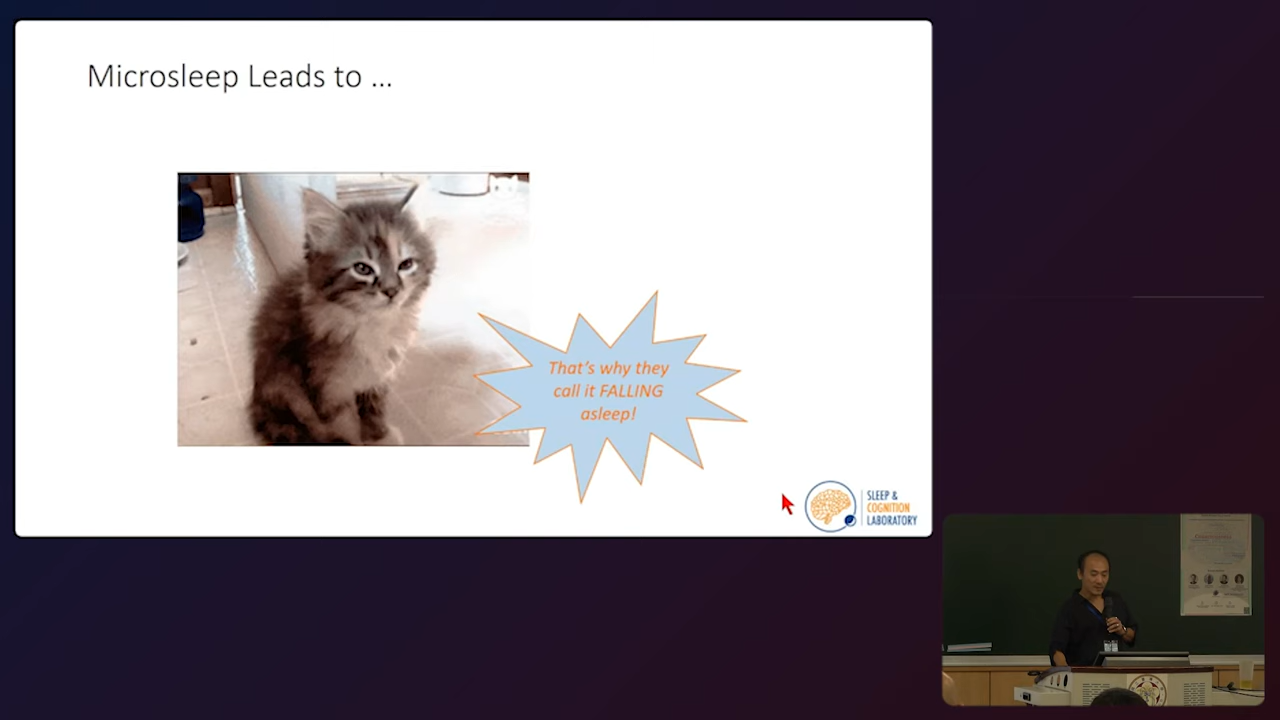 Microsleep Leads to ...
That's why they
call it FALLING
asleep!
SLEEP &
COGNITION
LABORATORY